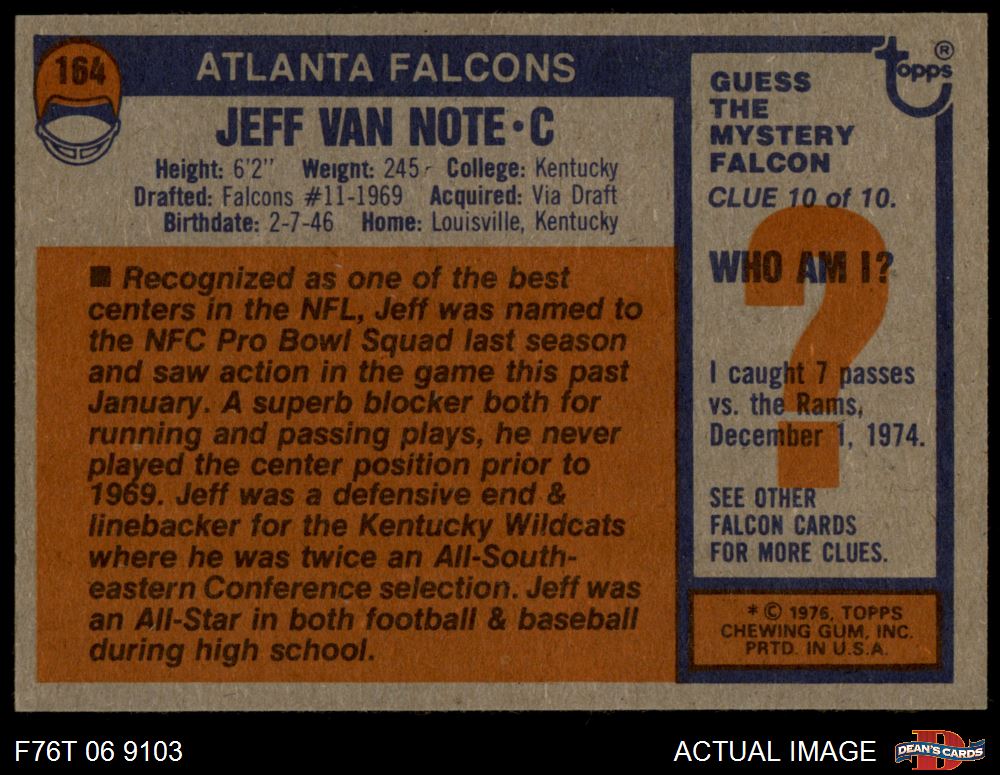 164
ATLANTA FALCONS
JEFF VAN NOTE • C
Height: 6'2" Weight: 245 College: Kentucky
Drafted: Falcons #11-1969 Acquired: Via Draft
Birthdate: 2-7-46 Home: Louisville, Kentucky
■ Recognized as one of the best
centers in the NFL, Jeff was named to
the NFC Pro Bowl Squad last season
and saw action in the game this past
January. A superb blocker both for
running and passing plays, he never
played the center position prior to
1969. Jeff was a defensive end &
linebacker for the Kentucky Wildcats
where he was twice an All-South-
eastern Conference selection. Jeff was
an All-Star in both football & baseball
during high school.
Topps ®
GUESS
THE
MYSTERY
FALCON
CLUE 10 of 10.
?
WHO AM I?
I caught 7 passes
vs. the Rams,
December 1, 1974.
SEE OTHER
FALCON CARDS
FOR MORE CLUES.
* © 1976, TOPPS
CHEWING GUM, INC.
PRTD. IN U.S.A.
F76T 06 9103
ACTUAL IMAGE
D
DEAN'S CARDS